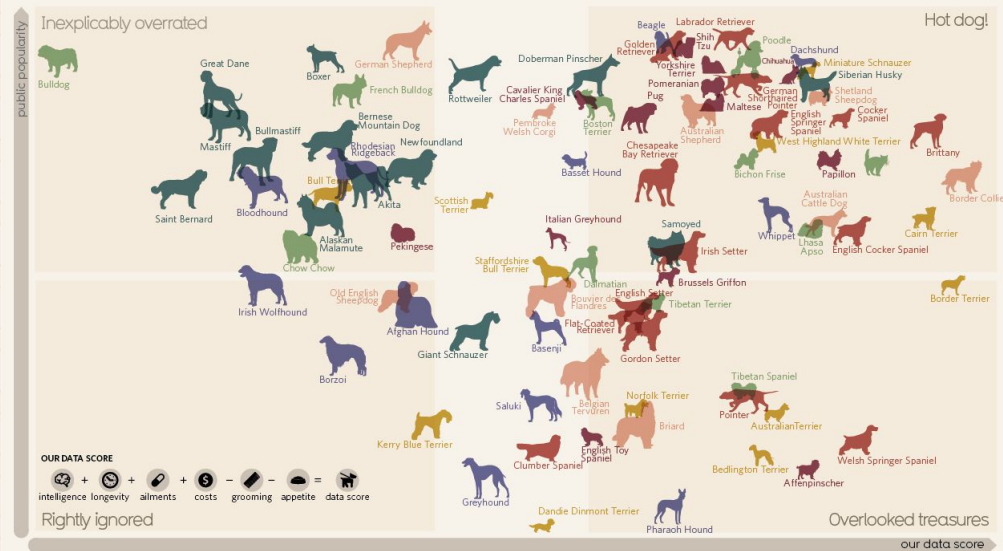 Inexplicably overrated
Hot dog!
public popularity
Bulldog
Great Dane
Boxer
German Shepherd
French Bulldog
Rottweiler
Doberman Pinscher
Beagle
Labrador Retriever
Golden
Retriever
Shih
Tzu
Poodle
Yorkshire
Terrier
Chihuahua
Dachshund
Miniature Schnauzer
Siberian Husky
Pomeranian
Cavalier King
Charles Spaniel
Pug
Maltese
German
Shorthaired
Pointer
Shetland
Sheepdog
Pembroke
Welsh Corgi
Boston
Terrier
Australian
Shepherd
English
Springer
Spaniel
Cocker
Spaniel
Mastiff
Bullmastiff
Bernese
Mountain Dog
Rhodesian
Ridgeback
Newfoundland
Chesapeake
Bay Retriever
West Highland White Terrier
Brittany
Basset Hound
Bichon Frise
Papillon
Border Collie
Saint Bernard
Bloodhound
Bull Terrier
Akita
Scottish
Terrier
Australian
Cattle Dog
Whippet
Cairn Terrier
Alaskan
Malamute
Pekingese
Italian Greyhound
Samoyed
Irish Setter
Lhasa
Apso
English Cocker Spaniel
Chow Chow
Staffordshire
Bull Terrier
Dalmatian
Brussels Griffon
Border Terrier
Irish Wolfhound
Old English
Sheepdog
Afghan Hound
Bouvier des
Flandres
English Setter
Tibetan Terrier
Giant Schnauzer
Basenji
Flat-Coated
Retriever
Gordon Setter
Borzoi
Belgian
Tervuren
Tibetan Spaniel
Saluki
Norfolk Terrier
Pointer
Briard
AustralianTerrier
Kerry Blue Terrier
Clumber Spaniel
English Toy
Spaniel
Welsh Springer Spaniel
Bedlington Terrier
Affenpinscher
Greyhound
Dandie Dinmont Terrier
Pharaoh Hound
OUR DATA SCORE
+ + + − − =
intelligence longevity ailments costs grooming appetite data score
Rightly ignored
Overlooked treasures
our data score